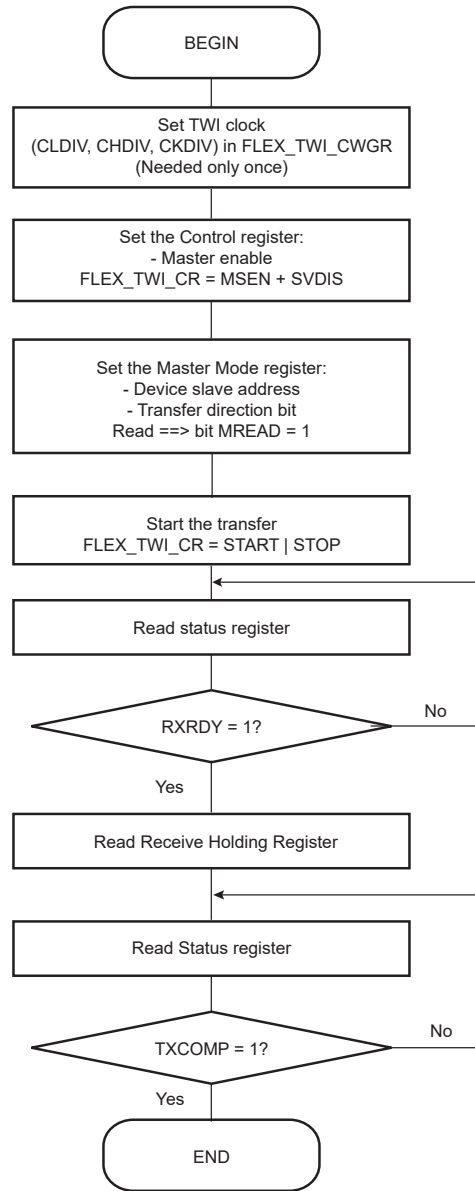 BEGIN
Set TWI clock
(CLDIV, CHDIV, CKDIV) in FLEX_TWI_CWGR
(Needed only once)
Set the Control register:
- Master enable
FLEX_TWI_CR = MSEN + SVDIS
Set the Master Mode register:
- Device slave address
- Transfer direction bit
Read ==> bit MREAD = 1
Start the transfer
FLEX_TWI_CR = START | STOP
Read status register
RXRDY = 1?
No
Yes
Read Receive Holding Register
Read Status register
TXCOMP = 1?
No
Yes
END